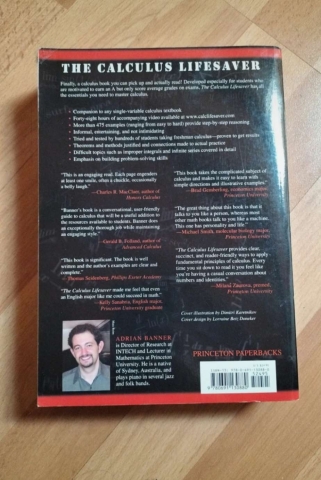 THE CALCULUS LIFESAVER
Finally, a calculus book you can pick up and actually read! Developed especially for students who
are motivated to earn an A but only score average grades on exams, The Calculus Lifesaver has all
the essentials you need to master calculus.
• Companion to any single-variable calculus textbook
• Forty-eight hours of accompanying video available at www.calclifesaver.com
• More than 475 examples (ranging from easy to hard) provide step-by-step reasoning
• Informal, entertaining, and not intimidating
• Tried and tested by hundreds of students taking freshman calculus—proven to get results
• Theorems and methods justified and connections made to actual practice
• Difficult topics such as improper integrals and infinite series covered in detail
• Emphasis on building problem-solving skills
"This is an engaging read. Each page engenders
at least one smile, often a chuckle, occasionally
a belly laugh."
—Charles R. MacCluer, author of
Honors Calculus
"Banner's book is a conversational, user-friendly
guide to calculus that will be a useful addition to
the resources available to students. Banner does
an exceptionally thorough job while maintaining
an engaging style."
—Gerald B. Folland, author of
Advanced Calculus
"This book is significant. The book is well
written and the author's examples are clear and
complete."
—Thomas Seidenberg, Phillips Exeter Academy
"The Calculus Lifesaver made me feel that even
an English major like me could succeed in math."
English major,
Princeton University graduate
"This book takes the complicated subject of
calculus and makes it easy to learn with
simple directions and illustrative examples."
Princeton University
"The great thing about this book is that it
talks to you like a person, whereas most
other math books talk to you like a machine.
This one has personality and life."
—Michael Smith, molecular biology major,
Princeton University
"The Calculus Lifesaver provides clear,
succinct, and reader-friendly ways to apply
fundamental principles of calculus. Every
time you sit down to read it you feel like
you're having a casual conversation about
numbers and identities."
Princeton University
Cover illustration by Dimitri Karetnikov
Cover design by Lorraine Betz Doneker
ADRIAN BANNER
is Director of Research at
INTECH and Lecturer in
Mathematics at Princeton
University. He is a native
of Sydney, Australia, and
plays piano in several jazz
and folk bands.
PRINCETON PAPERBACKS